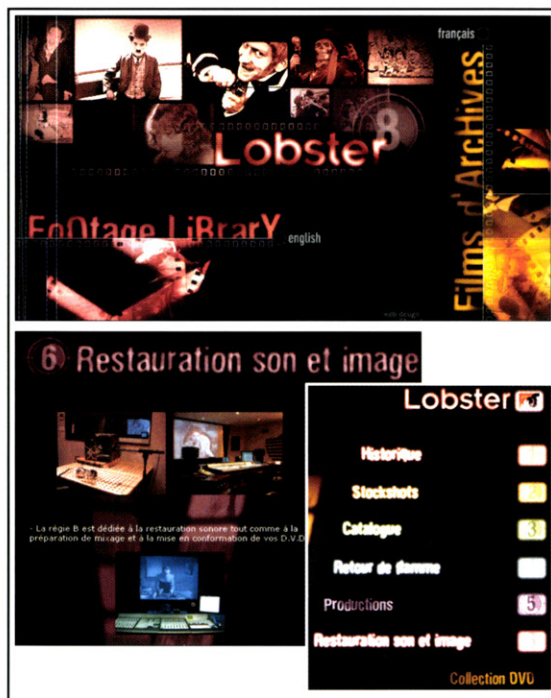 français
8
Lobster
Films d'ArcHives
FoOtage LiBrarY
english
6 Restauration son et image
- La régie B est dédiée à la restauration sonore tout comme à la
préparation de mixage et à la mise en conformation de vos D.V.D
Lobster
Historique
Stockshots 2
Catalogue 3
Retour de flamme
Productions 5
Restauration son et image
Collection DVD